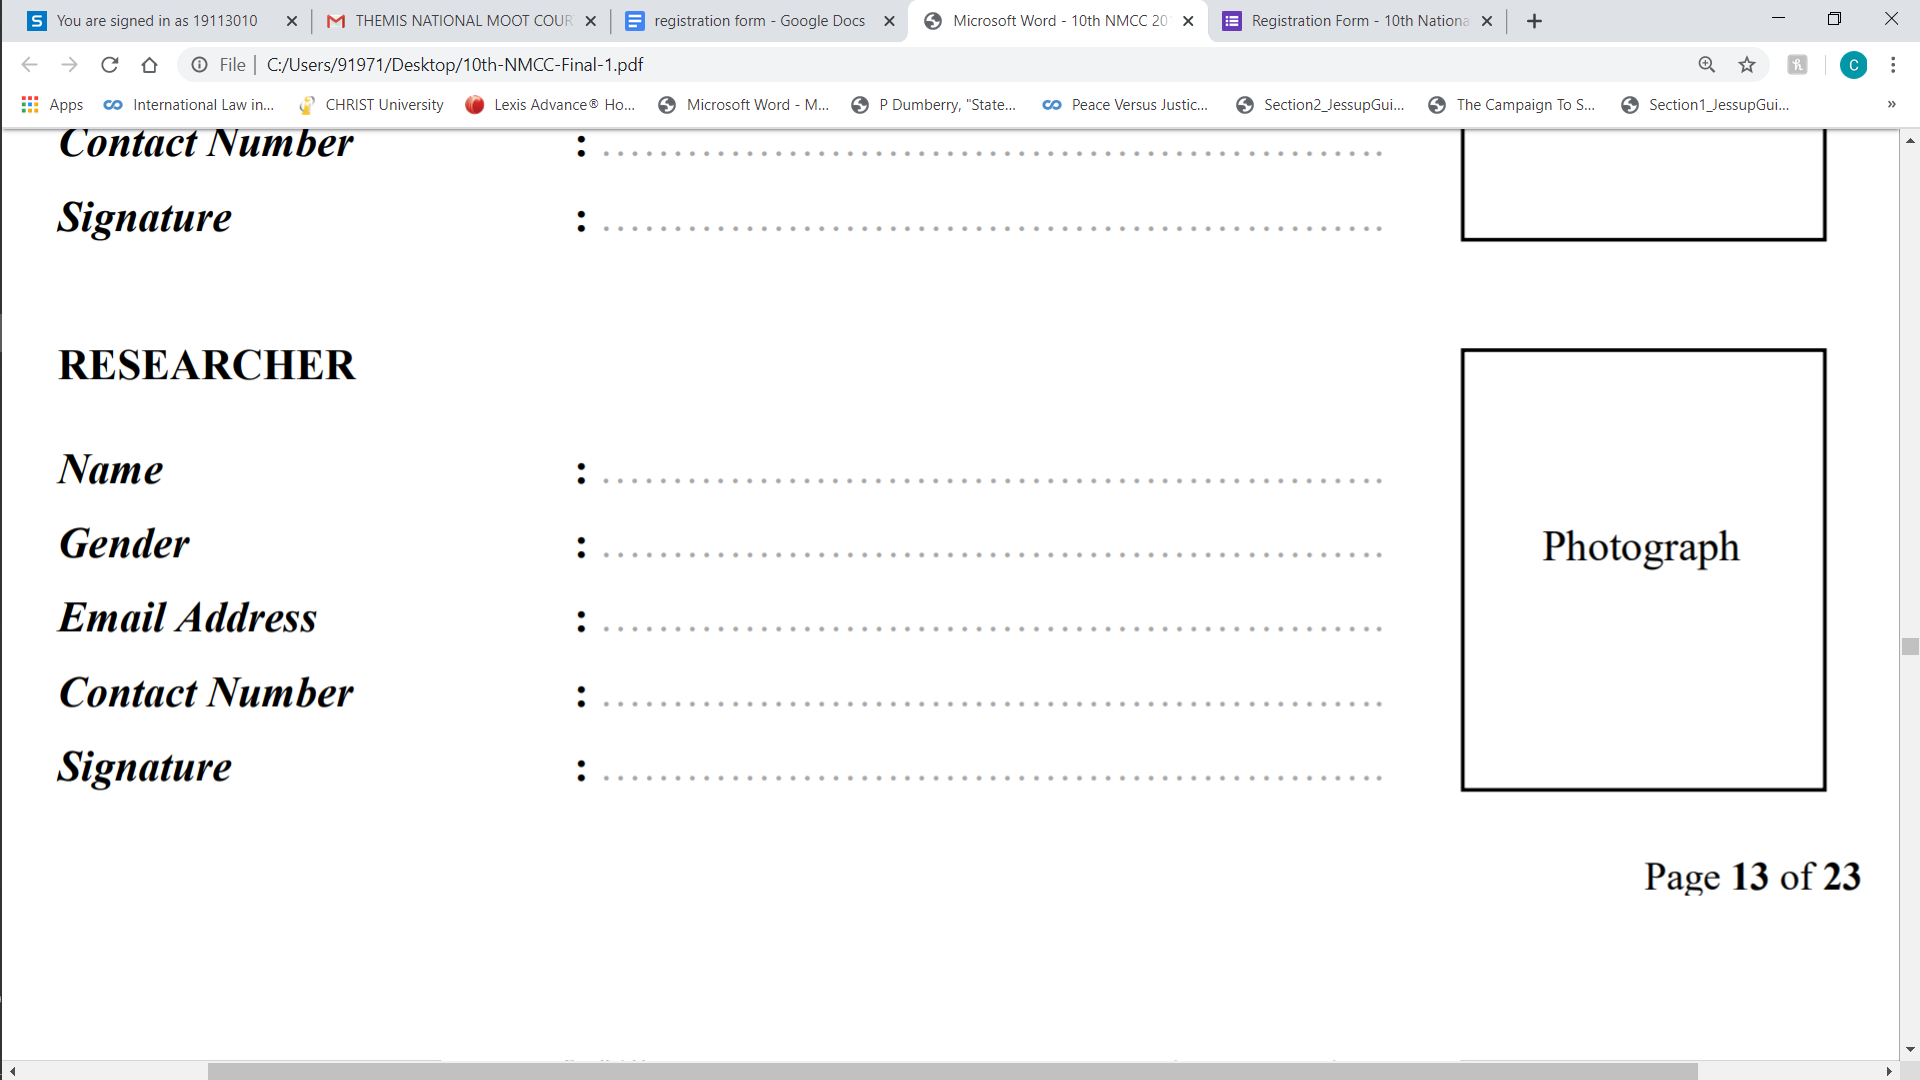 You are signed in as 19113010
THEMIS NATIONAL MOOT COUR
registration form - Google Docs
Microsoft Word - 10th NMCC 20
Registration Form - 10th Nationa
File
C:/Users/91971/Desktop/10th-NMCC-Final-1.pdf
C
Apps
International Law in...
CHRIST University
Lexis Advance® Ho...
Microsoft Word - M...
P Dumberry, "State...
Peace Versus Justic...
Section2_JessupGui...
The Campaign To S...
Section1_JessupGui...
»
Contact Number : .......................................................
Signature : .......................................................
RESEARCHER
Name : .......................................................
Gender : .......................................................
Photograph
Email Address : .......................................................
Contact Number : .......................................................
Signature : .......................................................
Page 13 of 23